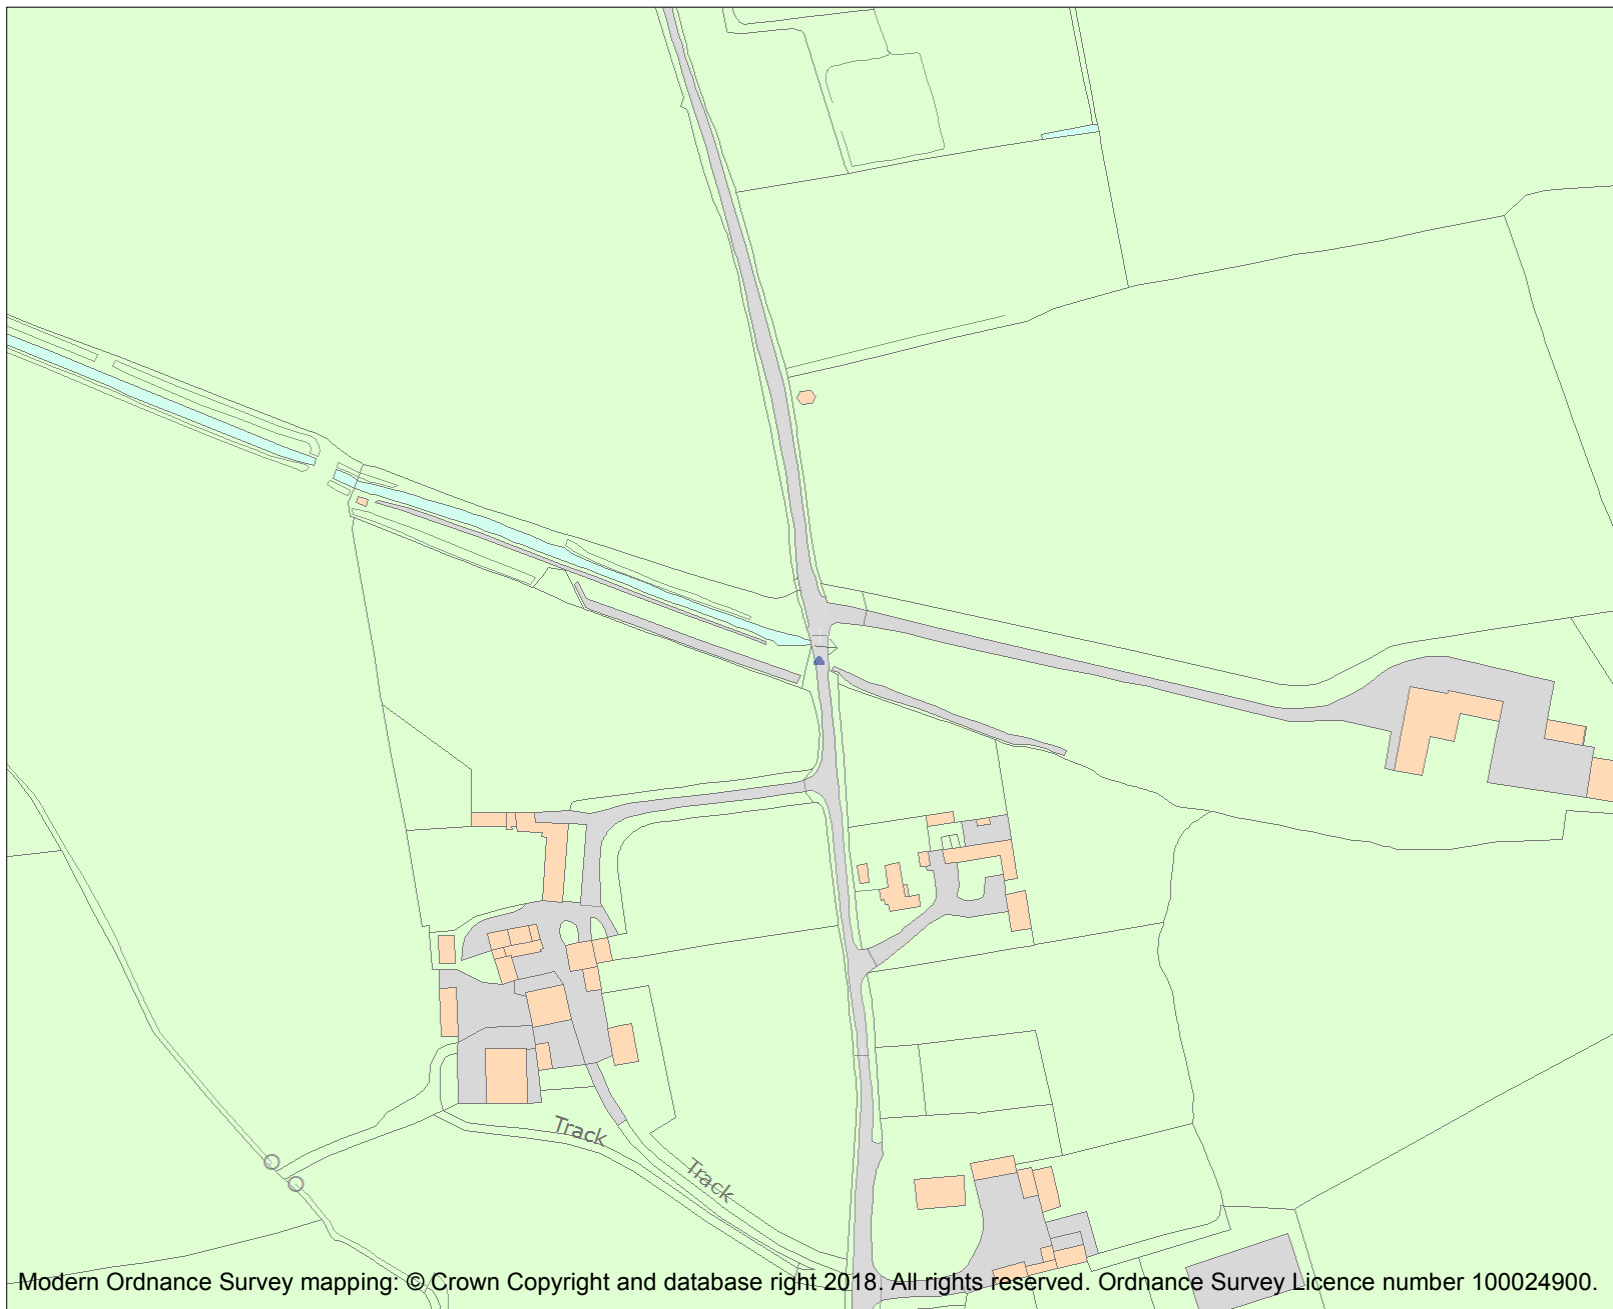 Track
Track
Modern Ordnance Survey mapping: © Crown Copyright and database right 2018. All rights reserved. Ordnance Survey Licence number 100024900.